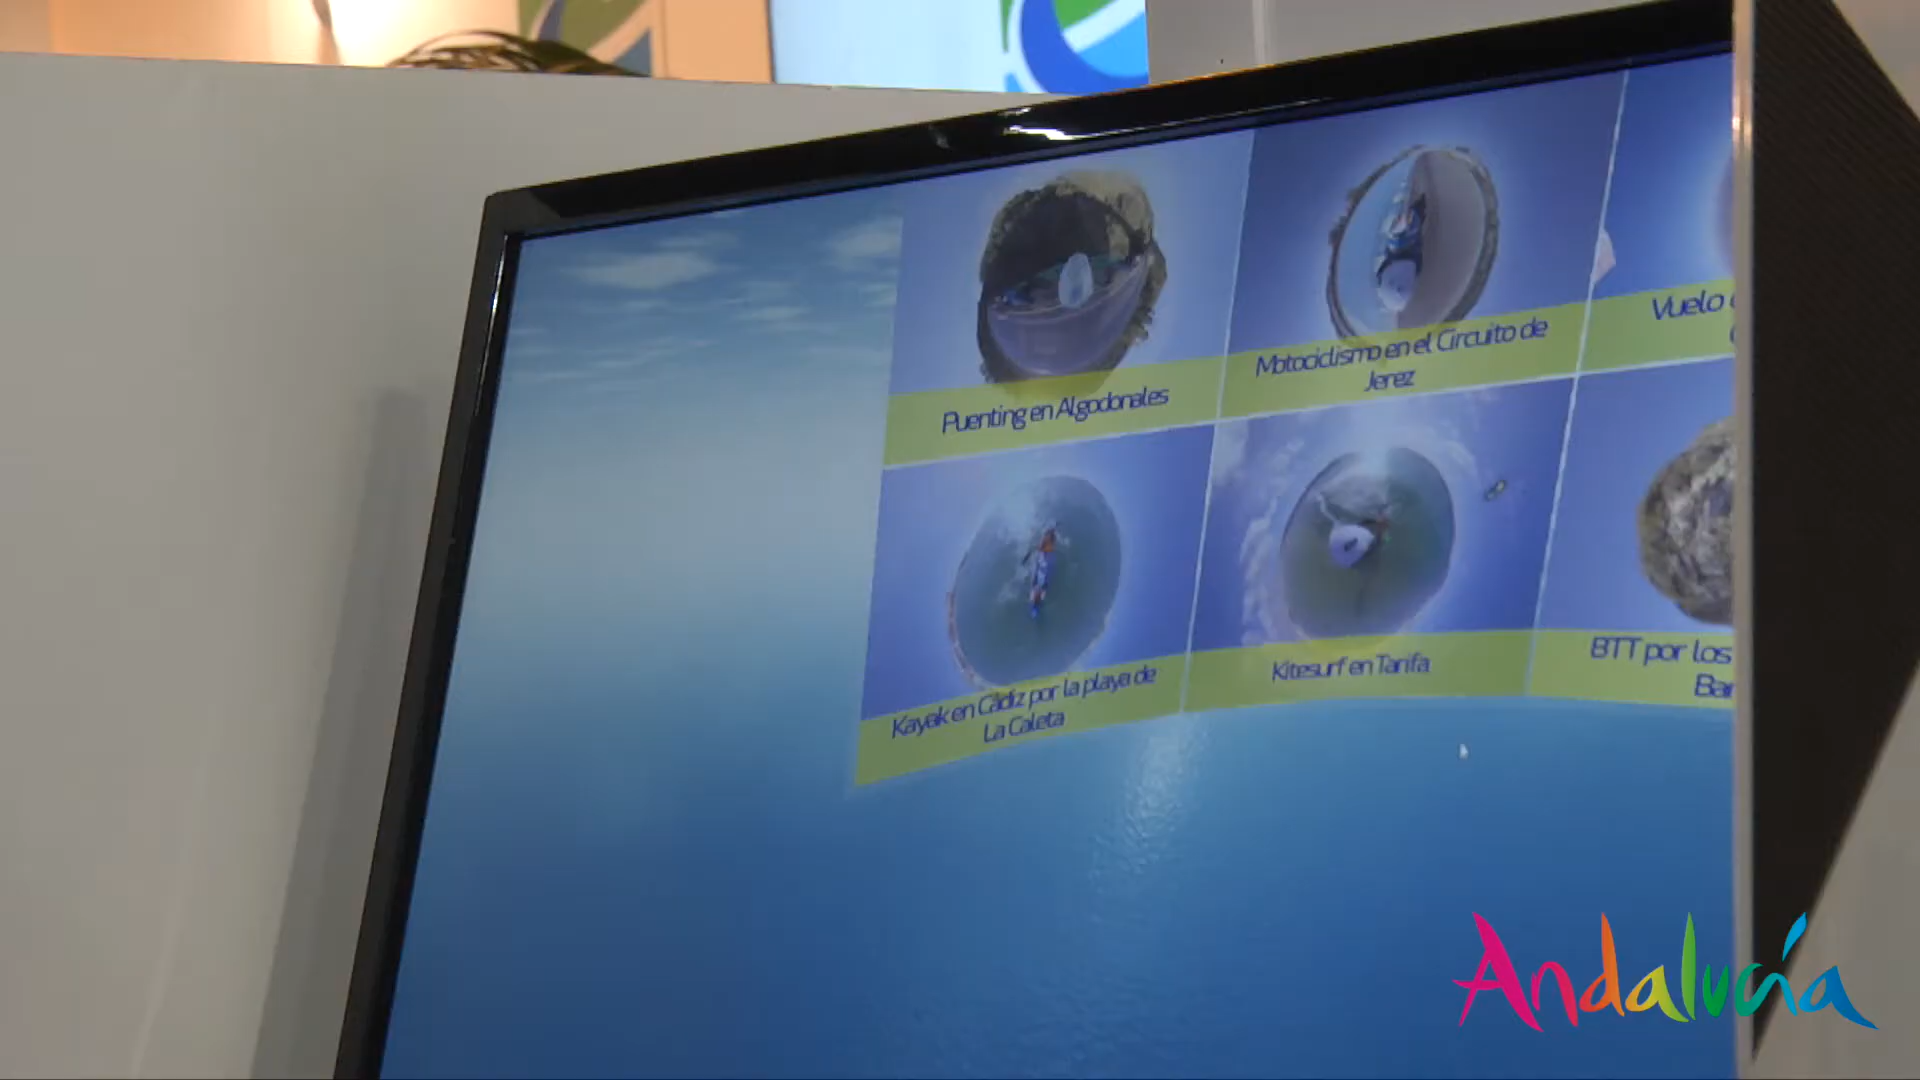 Puenting en Algodonales
Motociclismo en el Circuito de
Jerez
Vuelo
Kayak en Cádiz por la playa de
La Caleta
Kitesurf en Tarifa
BTT por los
Andalucía